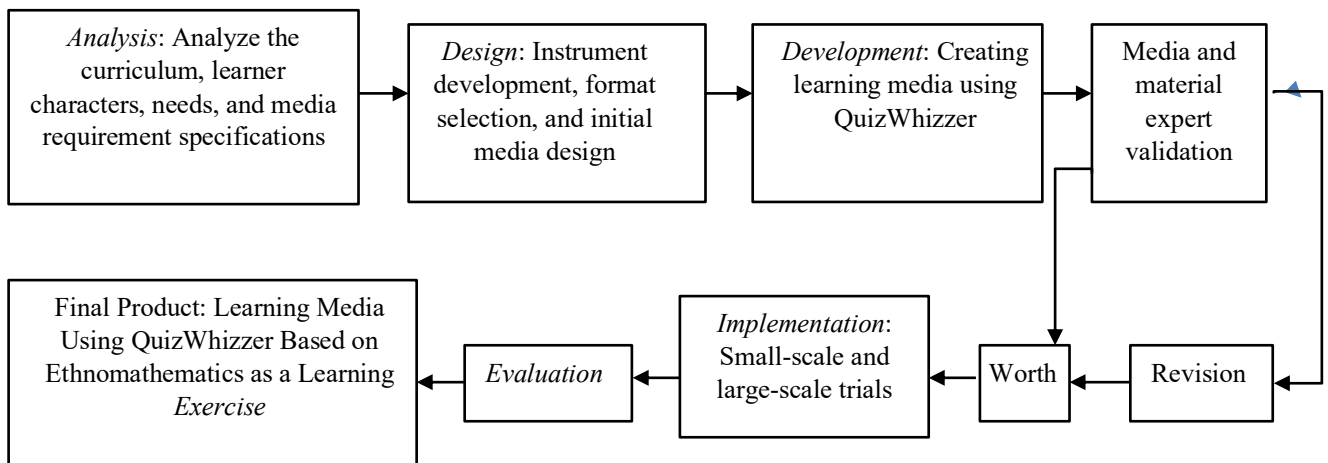 Analysis: Analyze the
curriculum, learner
characters, needs, and media
requirement specifications
Design: Instrument
development, format
selection, and initial
media design
Development: Creating
learning media using
QuizWhizzer
Media and
material
expert
validation
Final Product: Learning Media
Using QuizWhizzer Based on
Ethnomathematics as a Learning
Exercise
Evaluation
Implementation:
Small-scale and
large-scale trials
Worth
Revision